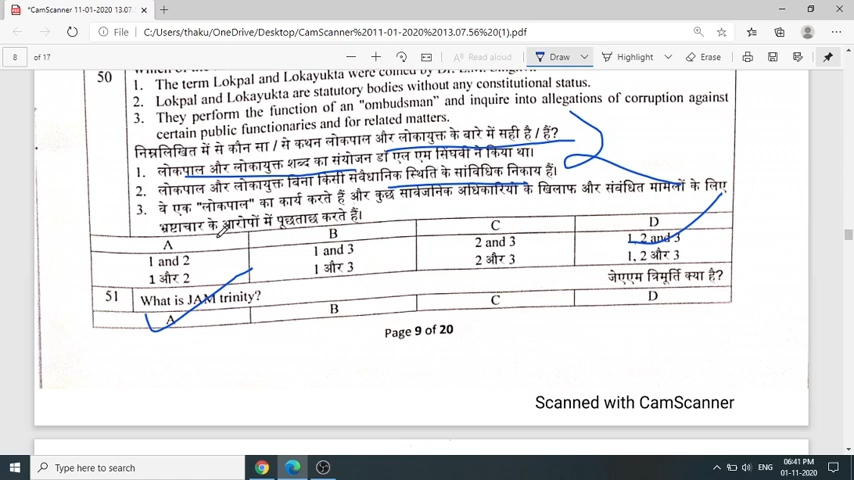 *CamScanner 11-01-2020 %2013.07.5
File C:/Users/thaku/OneDrive/Desktop/CamScanner%2011-01-2020%2013.07.56%20(1).pdf
8 of 17 Read aloud Draw Highlight Erase
50
1. The term Lokpal and Lokayukta were coined by Dr. L.M.
2. Lokpal and Lokayukta are statutory bodies without any constitutional status.
3. They perform the function of an "ombudsman" and inquire into allegations of corruption against
certain public functionaries and for related matters.
निम्नलिखित में से कौन सा / से कथन लोकपाल और लोकायुक्त के बारे में सही है / हैं?
1. लोकपाल और लोकायुक्त शब्द का संयोजन डॉ एल एम सिंघवी ने किया था।
2. लोकपाल और लोकायुक्त बिना किसी संवैधानिक स्थिति के सांविधिक निकाय हैं।
3. वे एक "लोकपाल" का कार्य करते हैं और कुछ सार्वजनिक अधिकारियों के खिलाफ और संबंधित मामलों के लिए
भ्रष्टाचार के आरोपों में पूछताछ करते हैं।
A B C D
1 and 2 1 and 3 2 and 3 1, 2 and 3
1 और 2 1 और 3 2 और 3 1, 2 और 3
51 What is JAM trinity? जेएएम त्रिमूर्ति क्या है?
A B C D
Page 9 of 20
Scanned with CamScanner
Type here to search
ENG
06:41 PM
01-11-2020